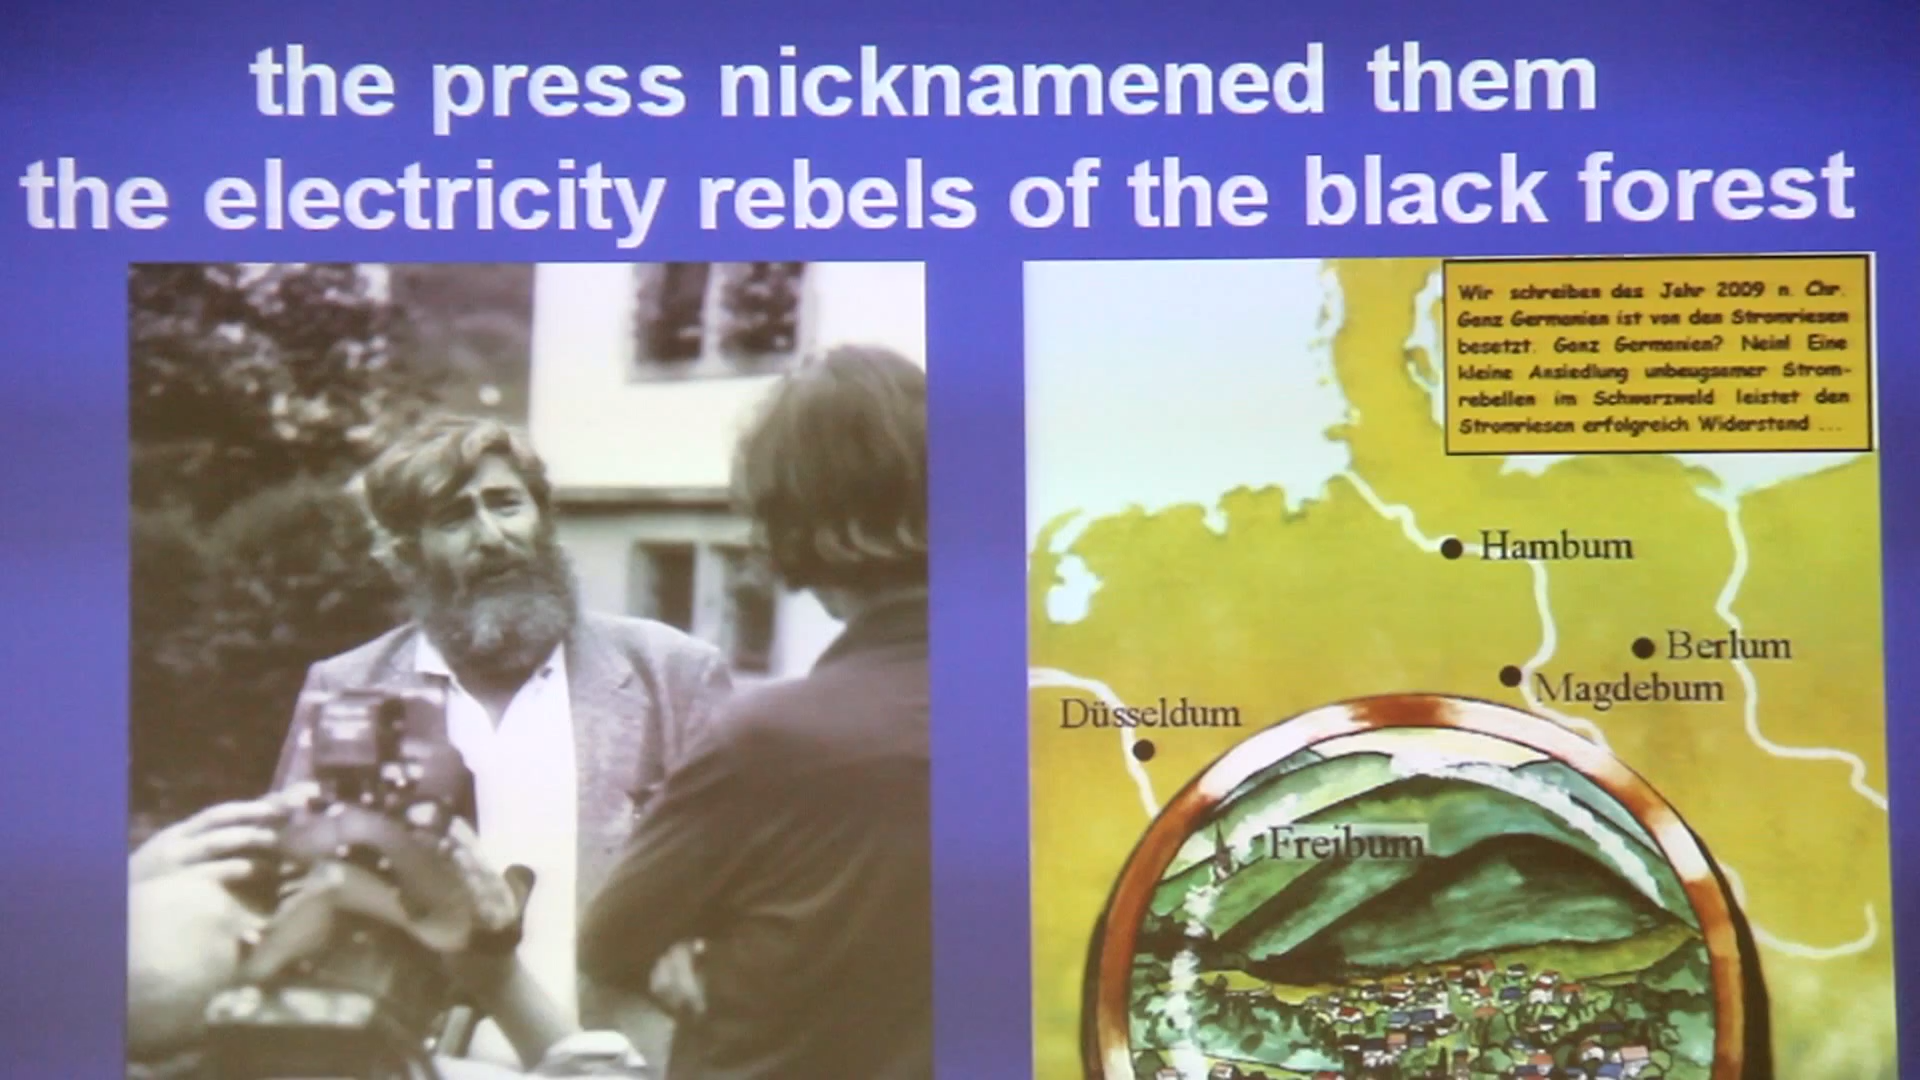 the press nicknamened them
the electricity rebels of the black forest
Wir schreiben das Jahr 2009 n. Chr.
Ganz Germanien ist von den Stromriesen
besetzt. Ganz Germanien? Nein! Eine
kleine Ansiedlung unbeugsamer Strom-
rebellen im Schwarzwald leistet den
Stromriesen erfolgreich Widerstand ...
Hambum
Berlum
Magdebum
Düsseldum
Freibum